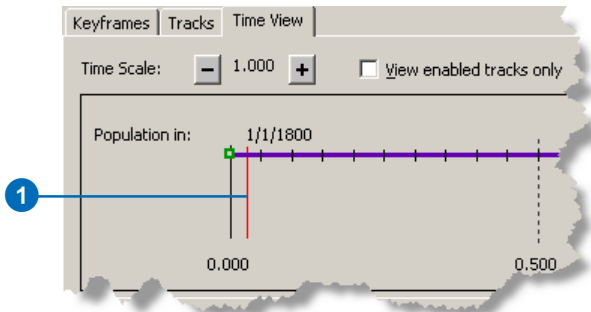 Keyframes Tracks Time View
Time Scale: − 1.000 + View enabled tracks only
Population in: 1/1/1800
1
0.000 0.500